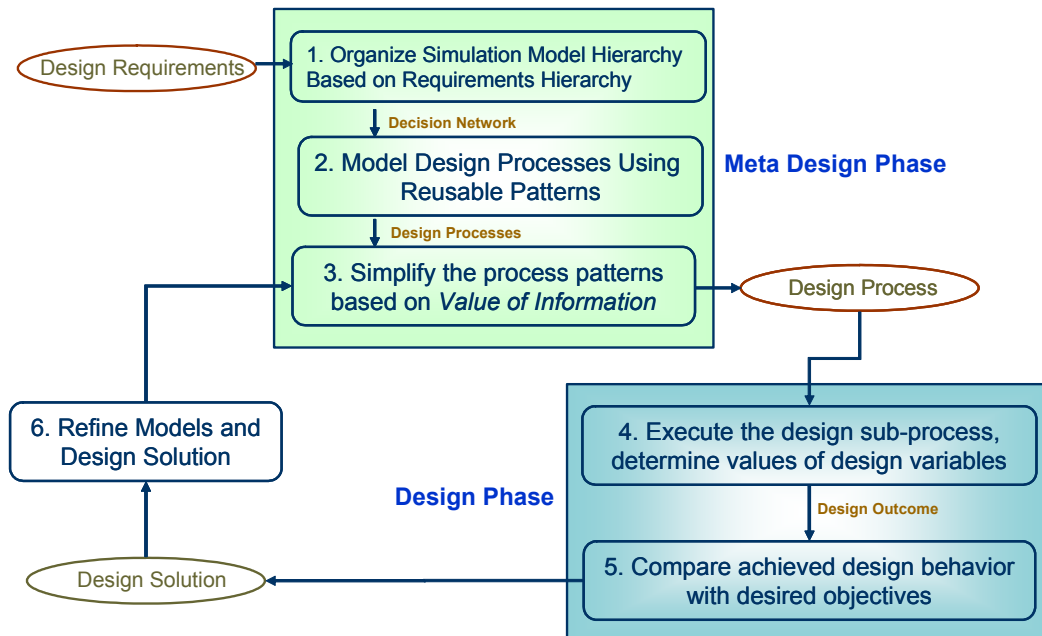 Design Requirements
1. Organize Simulation Model Hierarchy
Based on Requirements Hierarchy
Decision Network
2. Model Design Processes Using
Reusable Patterns
Meta Design Phase
Design Processes
3. Simplify the process patterns
based on Value of Information
Design Process
4. Execute the design sub-process,
determine values of design variables
Design Phase
Design Outcome
5. Compare achieved design behavior
with desired objectives
Design Solution
6. Refine Models and
Design Solution